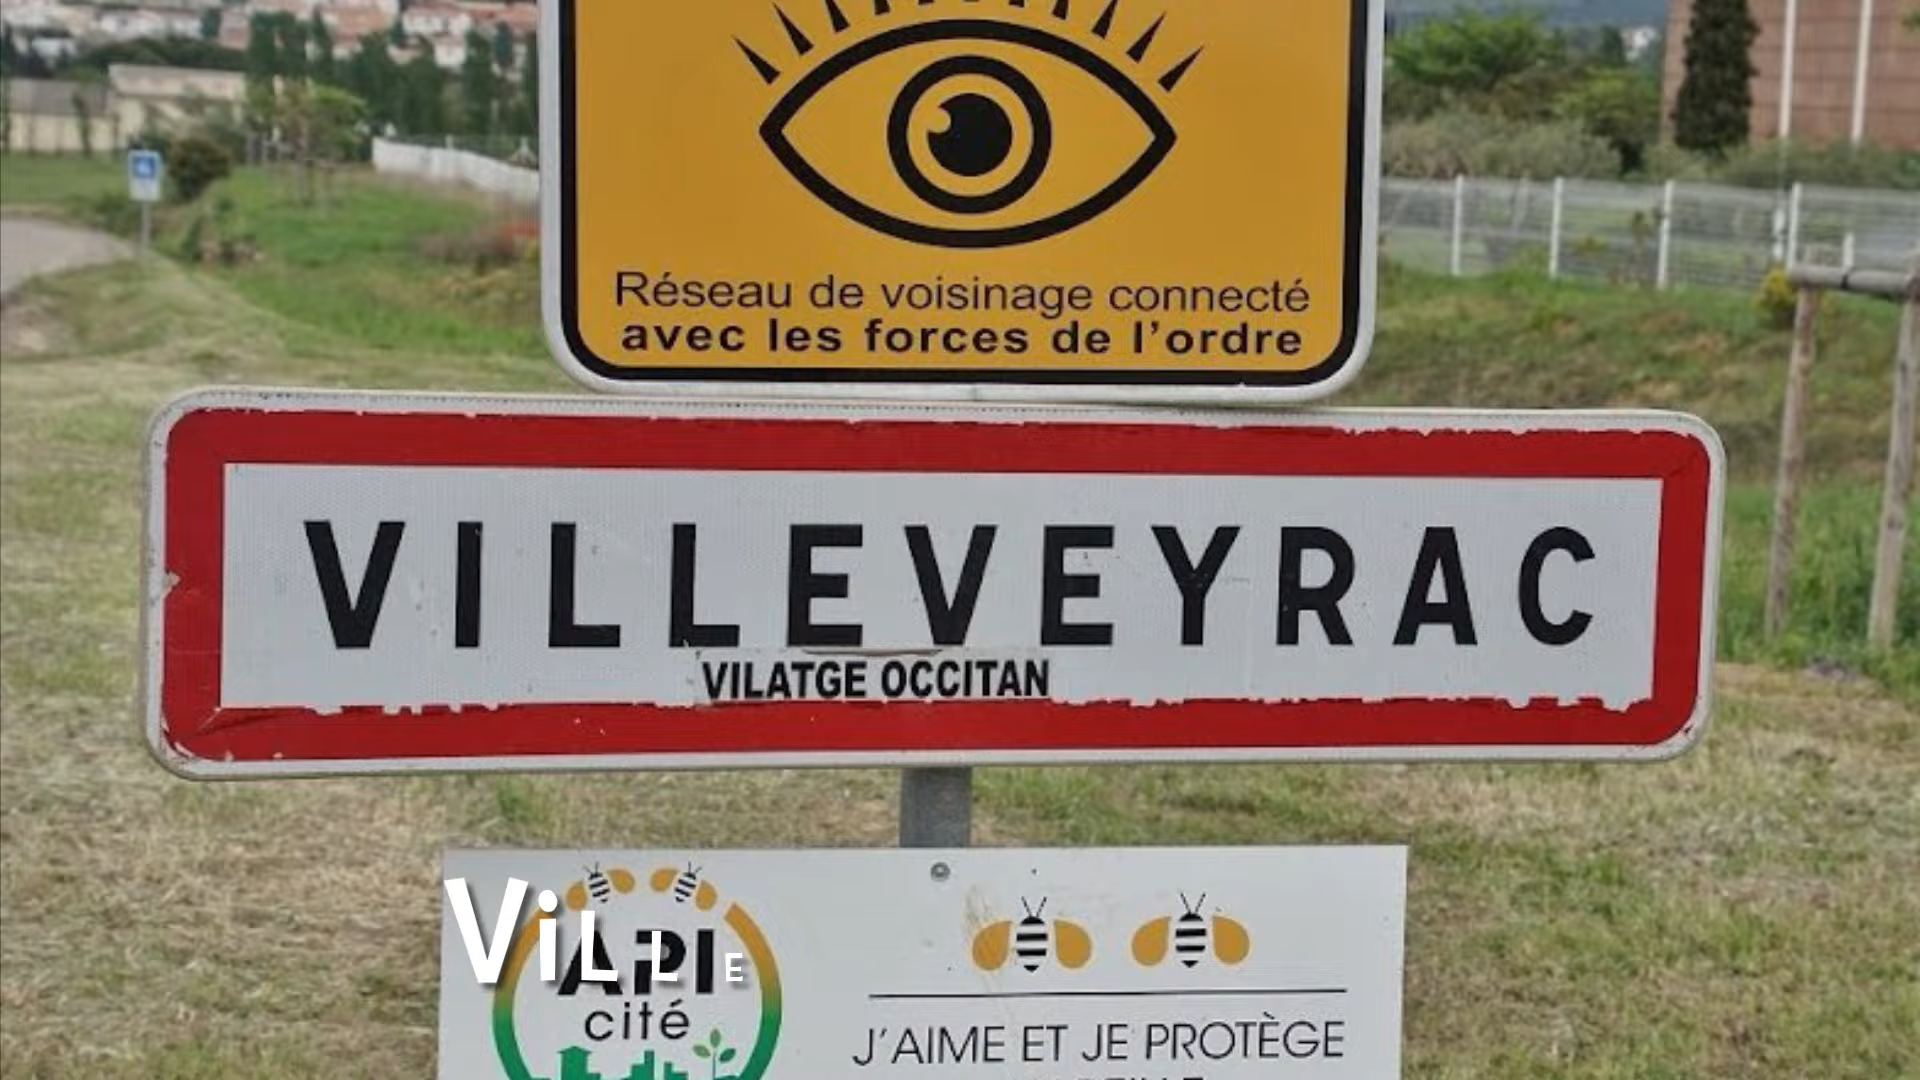 Réseau de voisinage connecté
avec les forces de l'ordre
VILLEVEYRAC
VILATGE OCCITAN
ViLLE
API
cité
J'AIME ET JE PROTÈGE